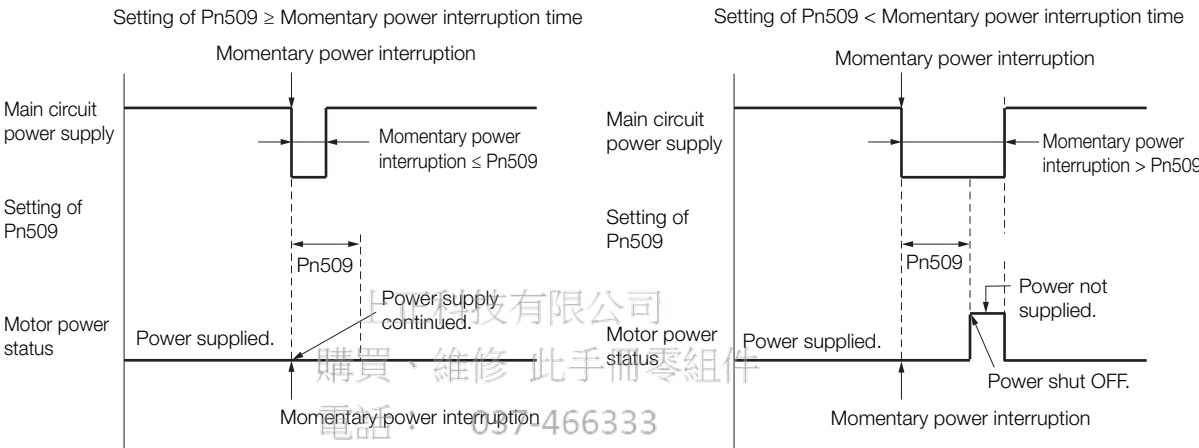 Setting of Pn509 ≥ Momentary power interruption time
Momentary power interruption
Main circuit
power supply
Momentary power
interruption ≤ Pn509
Setting of
Pn509
Pn509
Power supply
continued.
Motor power
status
Power supplied.
Momentary power interruption
Setting of Pn509 < Momentary power interruption time
Momentary power interruption
Main circuit
power supply
Momentary power
interruption > Pn509
Setting of
Pn509
Pn509
Power not
supplied.
Motor power
status
Power supplied.
Power shut OFF.
Momentary power interruption
上正科技有限公司
購買、維修 此手冊零組件
電話: 037-466333